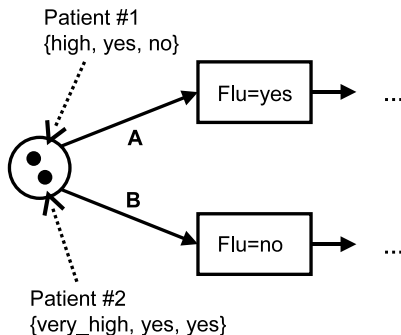 Patient #1
{high, yes, no}
A
Flu=yes
...
B
Flu=no
...
Patient #2
{very_high, yes, yes}